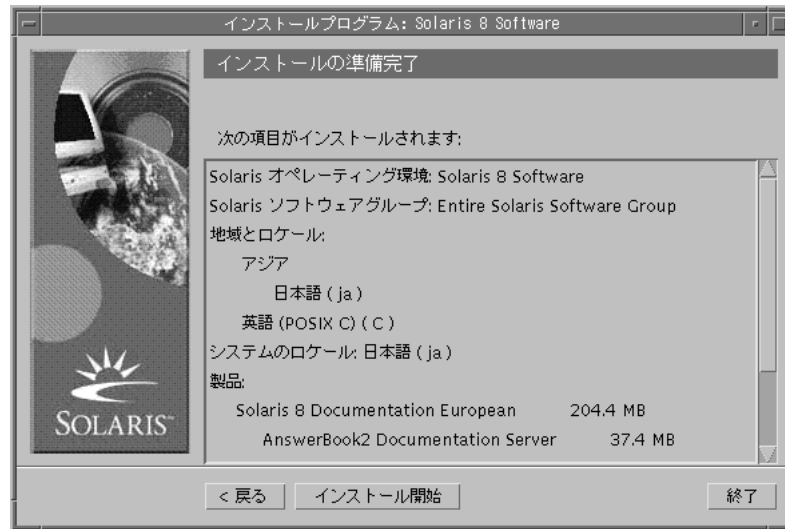 インストールプログラム: Solaris 8 Software
インストールの準備完了
次の項目がインストールされます:
Solaris オペレーティング環境: Solaris 8 Software
Solaris ソフトウェアグループ: Entire Solaris Software Group
地域とロケール:
アジア
日本語 ( ja )
英語 (POSIX C) ( C )
システムのロケール: 日本語 ( ja )
製品:
Solaris 8 Documentation European 204.4 MB
AnswerBook2 Documentation Server 37.4 MB
SOLARIS™
< 戻る インストール開始 終了